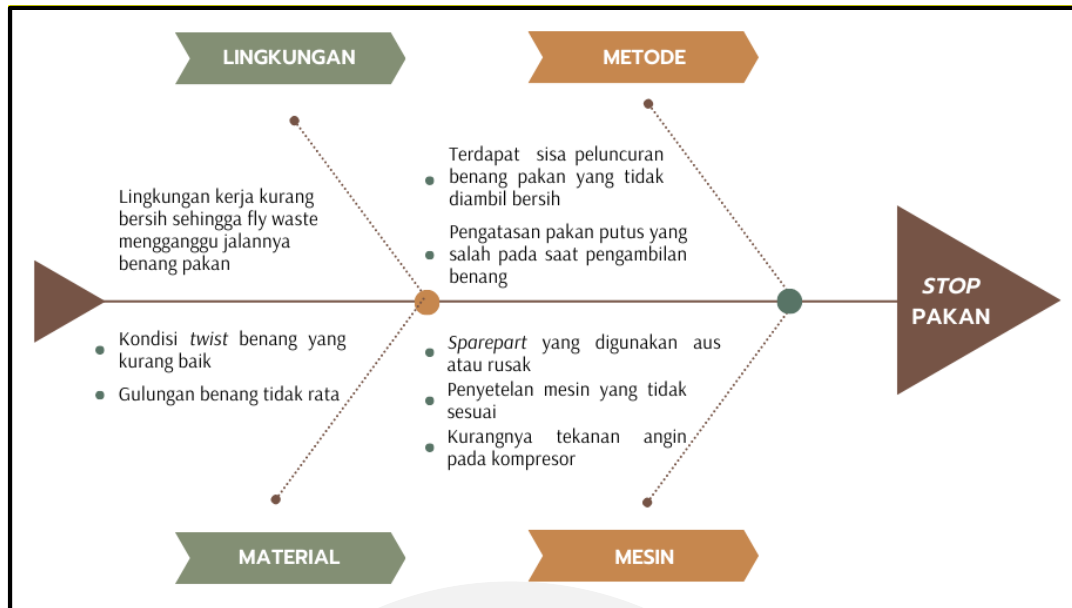 LINGKUNGAN
METODE
Terdapat sisa peluncuran
benang pakan yang tidak
diambil bersih
Lingkungan kerja kurang
bersih sehingga fly waste
mengganggu jalannya
benang pakan
Pengatasan pakan putus yang
salah pada saat pengambilan
benang
STOP
PAKAN
Kondisi twist benang yang
kurang baik
Gulungan benang tidak rata
Sparepart yang digunakan aus
atau rusak
Penyetelan mesin yang tidak
sesuai
Kurangnya tekanan angin
pada kompresor
MATERIAL
MESIN